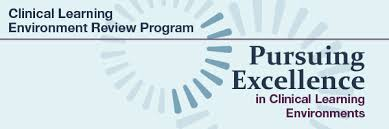 Clinical Learning
Environment Review Program
Pursuing
Excellence
in Clinical Learning
Environments